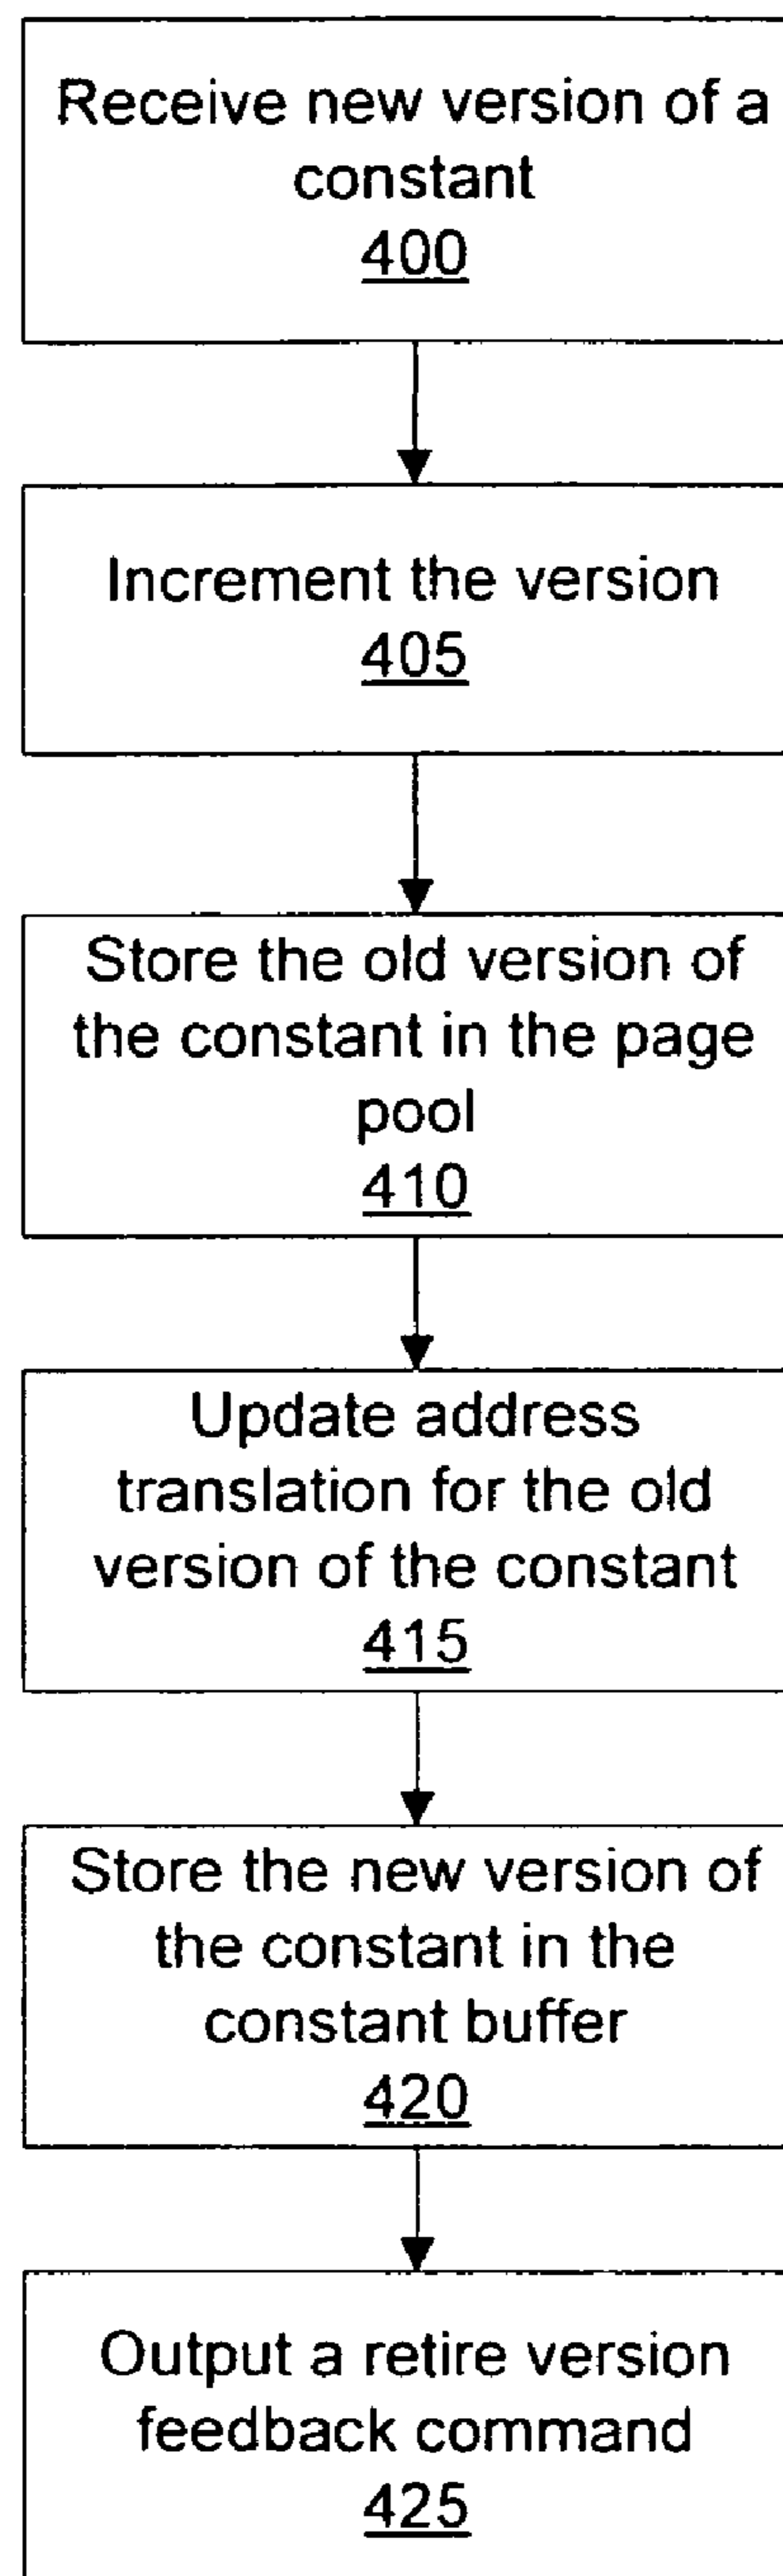 Receive new version of a
constant
400
Increment the version
405
Store the old version of
the constant in the page
pool
410
Update address
translation for the old
version of the constant
415
Store the new version of
the constant in the
constant buffer
420
Output a retire version
feedback command
425